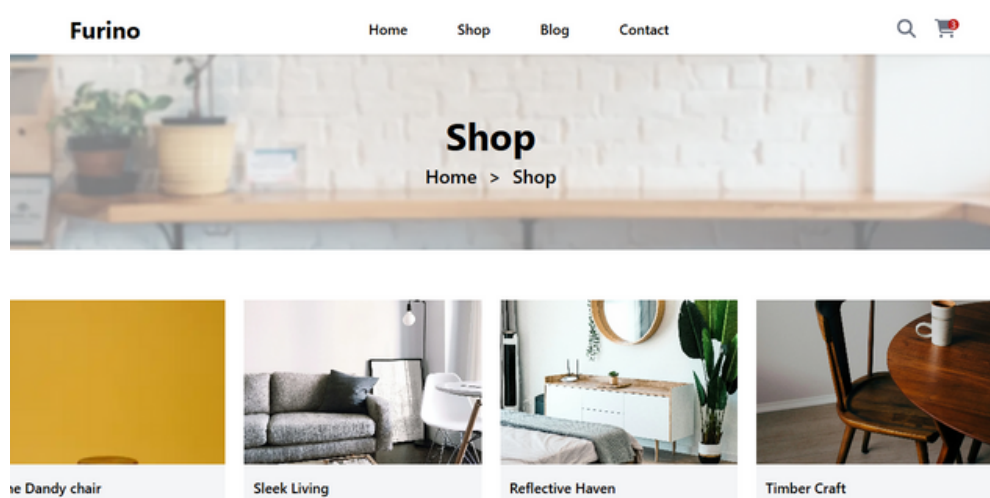 Furino
Home Shop Blog Contact
3
Shop
Home > Shop
Dandy chair
Sleek Living
Reflective Haven
Timber Craft